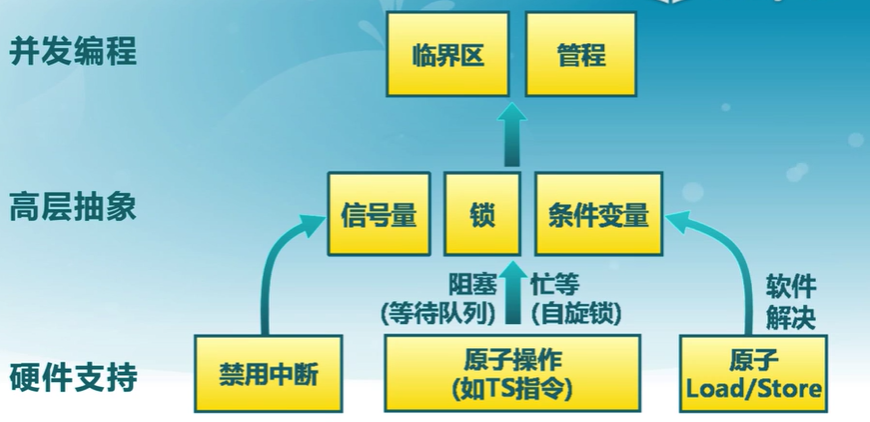 并发编程
临界区
管程
高层抽象
信号量
锁
条件变量
阻塞
(等待队列)
忙等
(自旋锁)
软件
解决
硬件支持
禁用中断
原子操作
(如TS指令)
原子
Load/Store